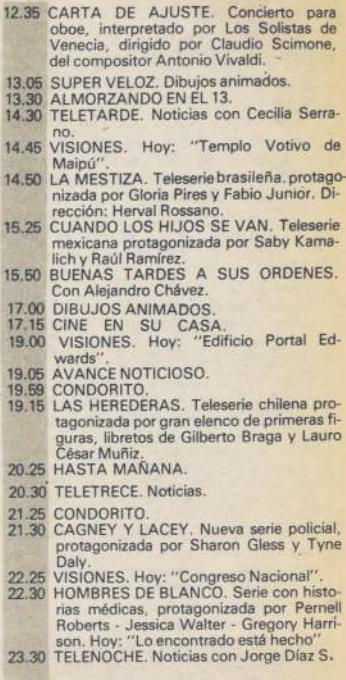 12.35 CARTA DE AJUSTE. Concierto para
oboe, interpretado por Los Solistas de
Venecia, dirigido por Claudio Scimone,
del compositor Antonio Vivaldi.
13.05 SUPER VELOZ. Dibujos animados.
13.30 ALMORZANDO EN EL 13.
14.30 TELETARDE. Noticias con Cecilia Serra-
no.
14.45 VISIONES. Hoy: "Templo Votivo de
Maipú".
14.50 LA MESTIZA. Teleserie brasileña. protago-
nizada por Gloria Pires y Fabio Junior. Di-
rección: Herval Rossano.
15.25 CUANDO LOS HIJOS SE VAN. Teleserie
mexicana protagonizada por Saby Kama-
lich y Raúl Ramírez.
15.50 BUENAS TARDES A SUS ORDENES.
Con Alejandro Chávez.
17.00 DIBUJOS ANIMADOS.
17.15 CINE EN SU CASA.
19.00 VISIONES. Hoy: "Edificio Portal Ed-
wards".
19.05 AVANCE NOTICIOSO.
19.59 CONDORITO.
19.15 LAS HEREDERAS. Teleserie chilena pro-
tagonizada por gran elenco de primeras fi-
guras, libretos de Gilberto Braga y Lauro
César Muñiz.
20.25 HASTA MAÑANA.
20.30 TELETRECE. Noticias.
21.25 CONDORITO.
21.30 CAGNEY Y LACEY. Nueva serie policial,
protagonizada por Sharon Gless y Tyne
Daly.
22.25 VISIONES. Hoy: "Congreso Nacional".
22.30 HOMBRES DE BLANCO. Serie con histo-
rias médicas, protagonizada por Pernell
Roberts - Jessica Walter - Gregory Harri-
son. Hoy: "Lo encontrado está hecho"
23.30 TELENOCHE. Noticias con Jorge Díaz S.